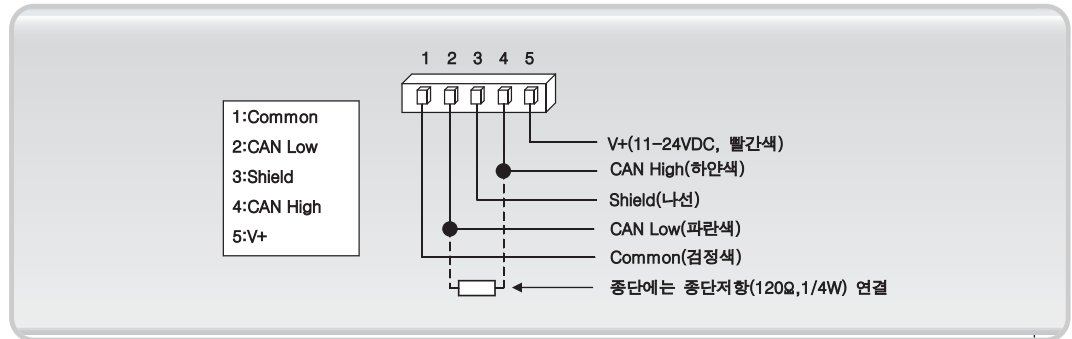 1 2 3 4 5
1:Common
2:CAN Low
3:Shield
4:CAN High
5:V+
V+(11-24VDC, 빨간색)
CAN High(하얀색)
Shield(나선)
CAN Low(파란색)
Common(검정색)
종단에는 종단저항(120Ω,1/4W) 연결